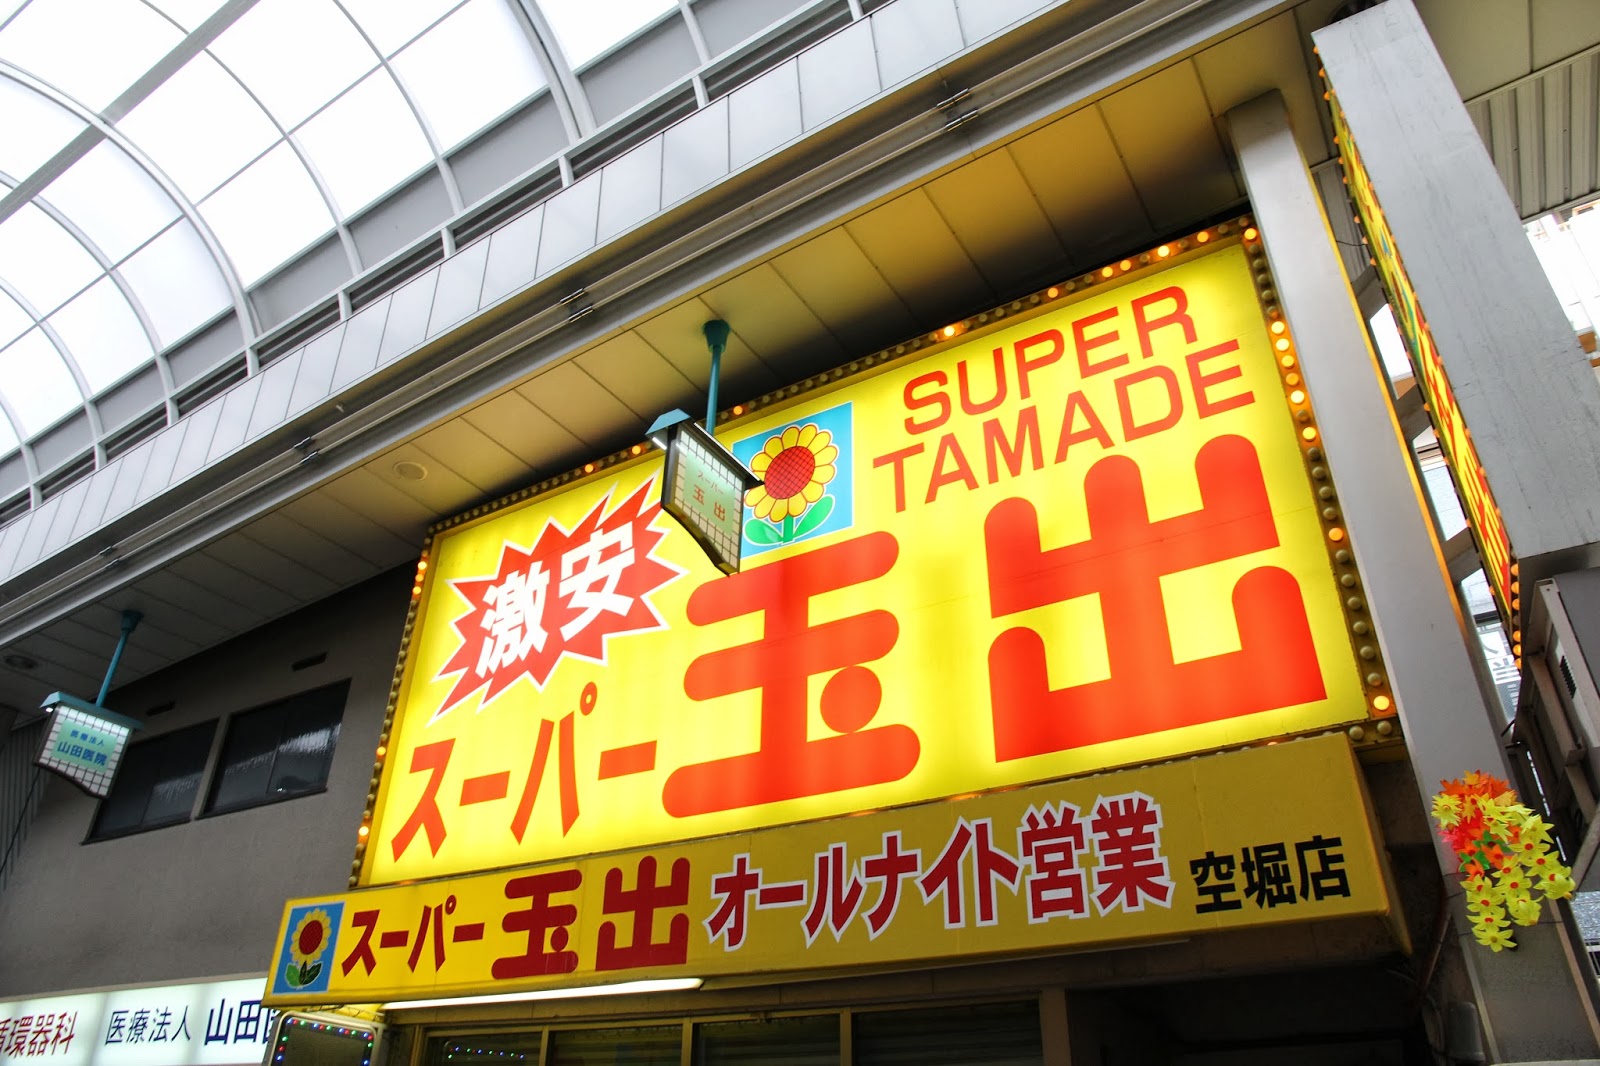 SUPER
TAMADE
激安
スーパー玉出
スーパー
玉出
スーパー玉出 オールナイト営業 空堀店
医療法人
山田医院
循環器科 医療法人 山田